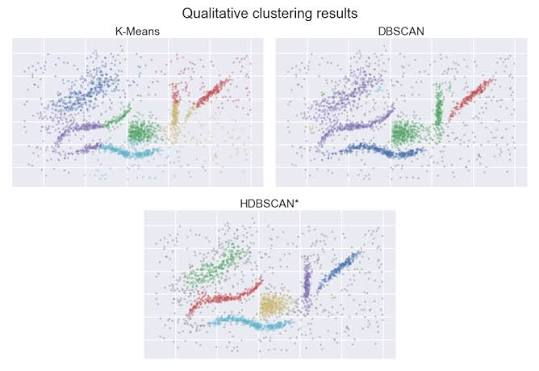 Qualitative clustering results
K-Means
DBSCAN
HDBSCAN*